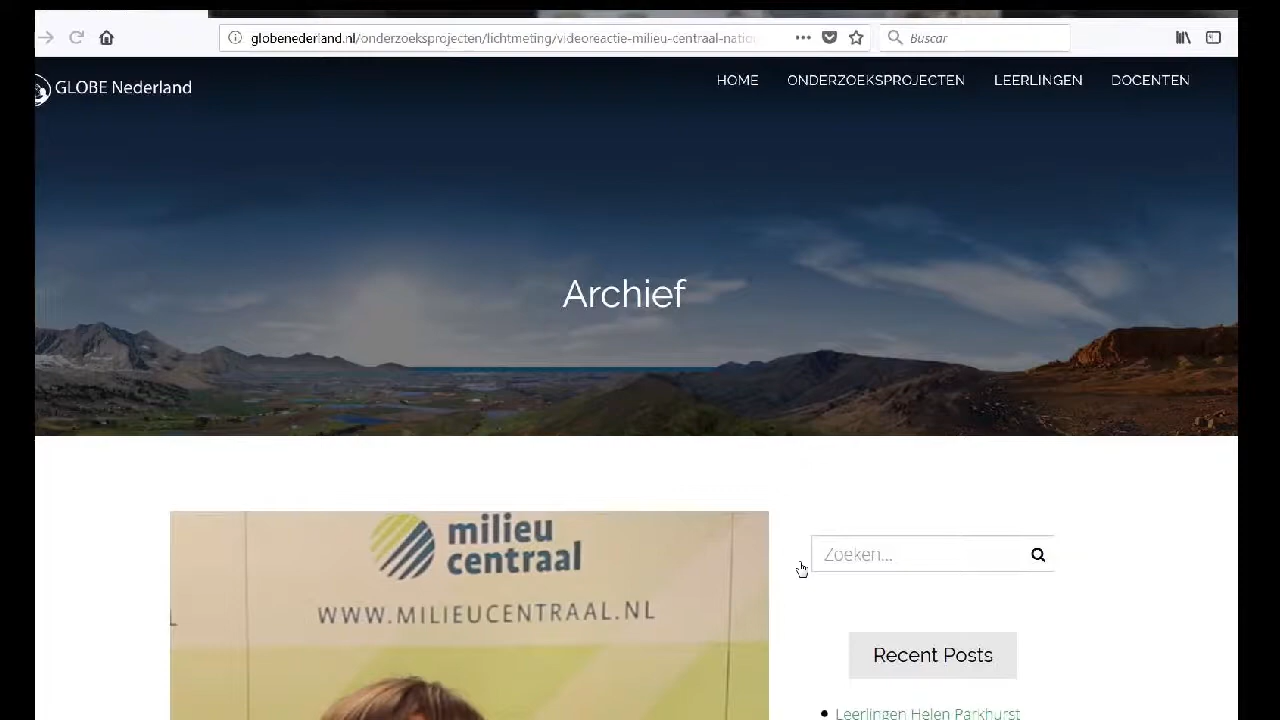 globenederland.nl/onderzoeksprojecten/lichtmeting/videoreactie-milieu-centraal-natio
Buscar
GLOBE Nederland
HOME
ONDERZOEKSPROJECTEN
LEERLINGEN
DOCENTEN
Archief
milieu
centraal
WWW.MILIEUCENTRAAL.NL
Zoeken...
Recent Posts
Leerlingen Helen Parkhurst